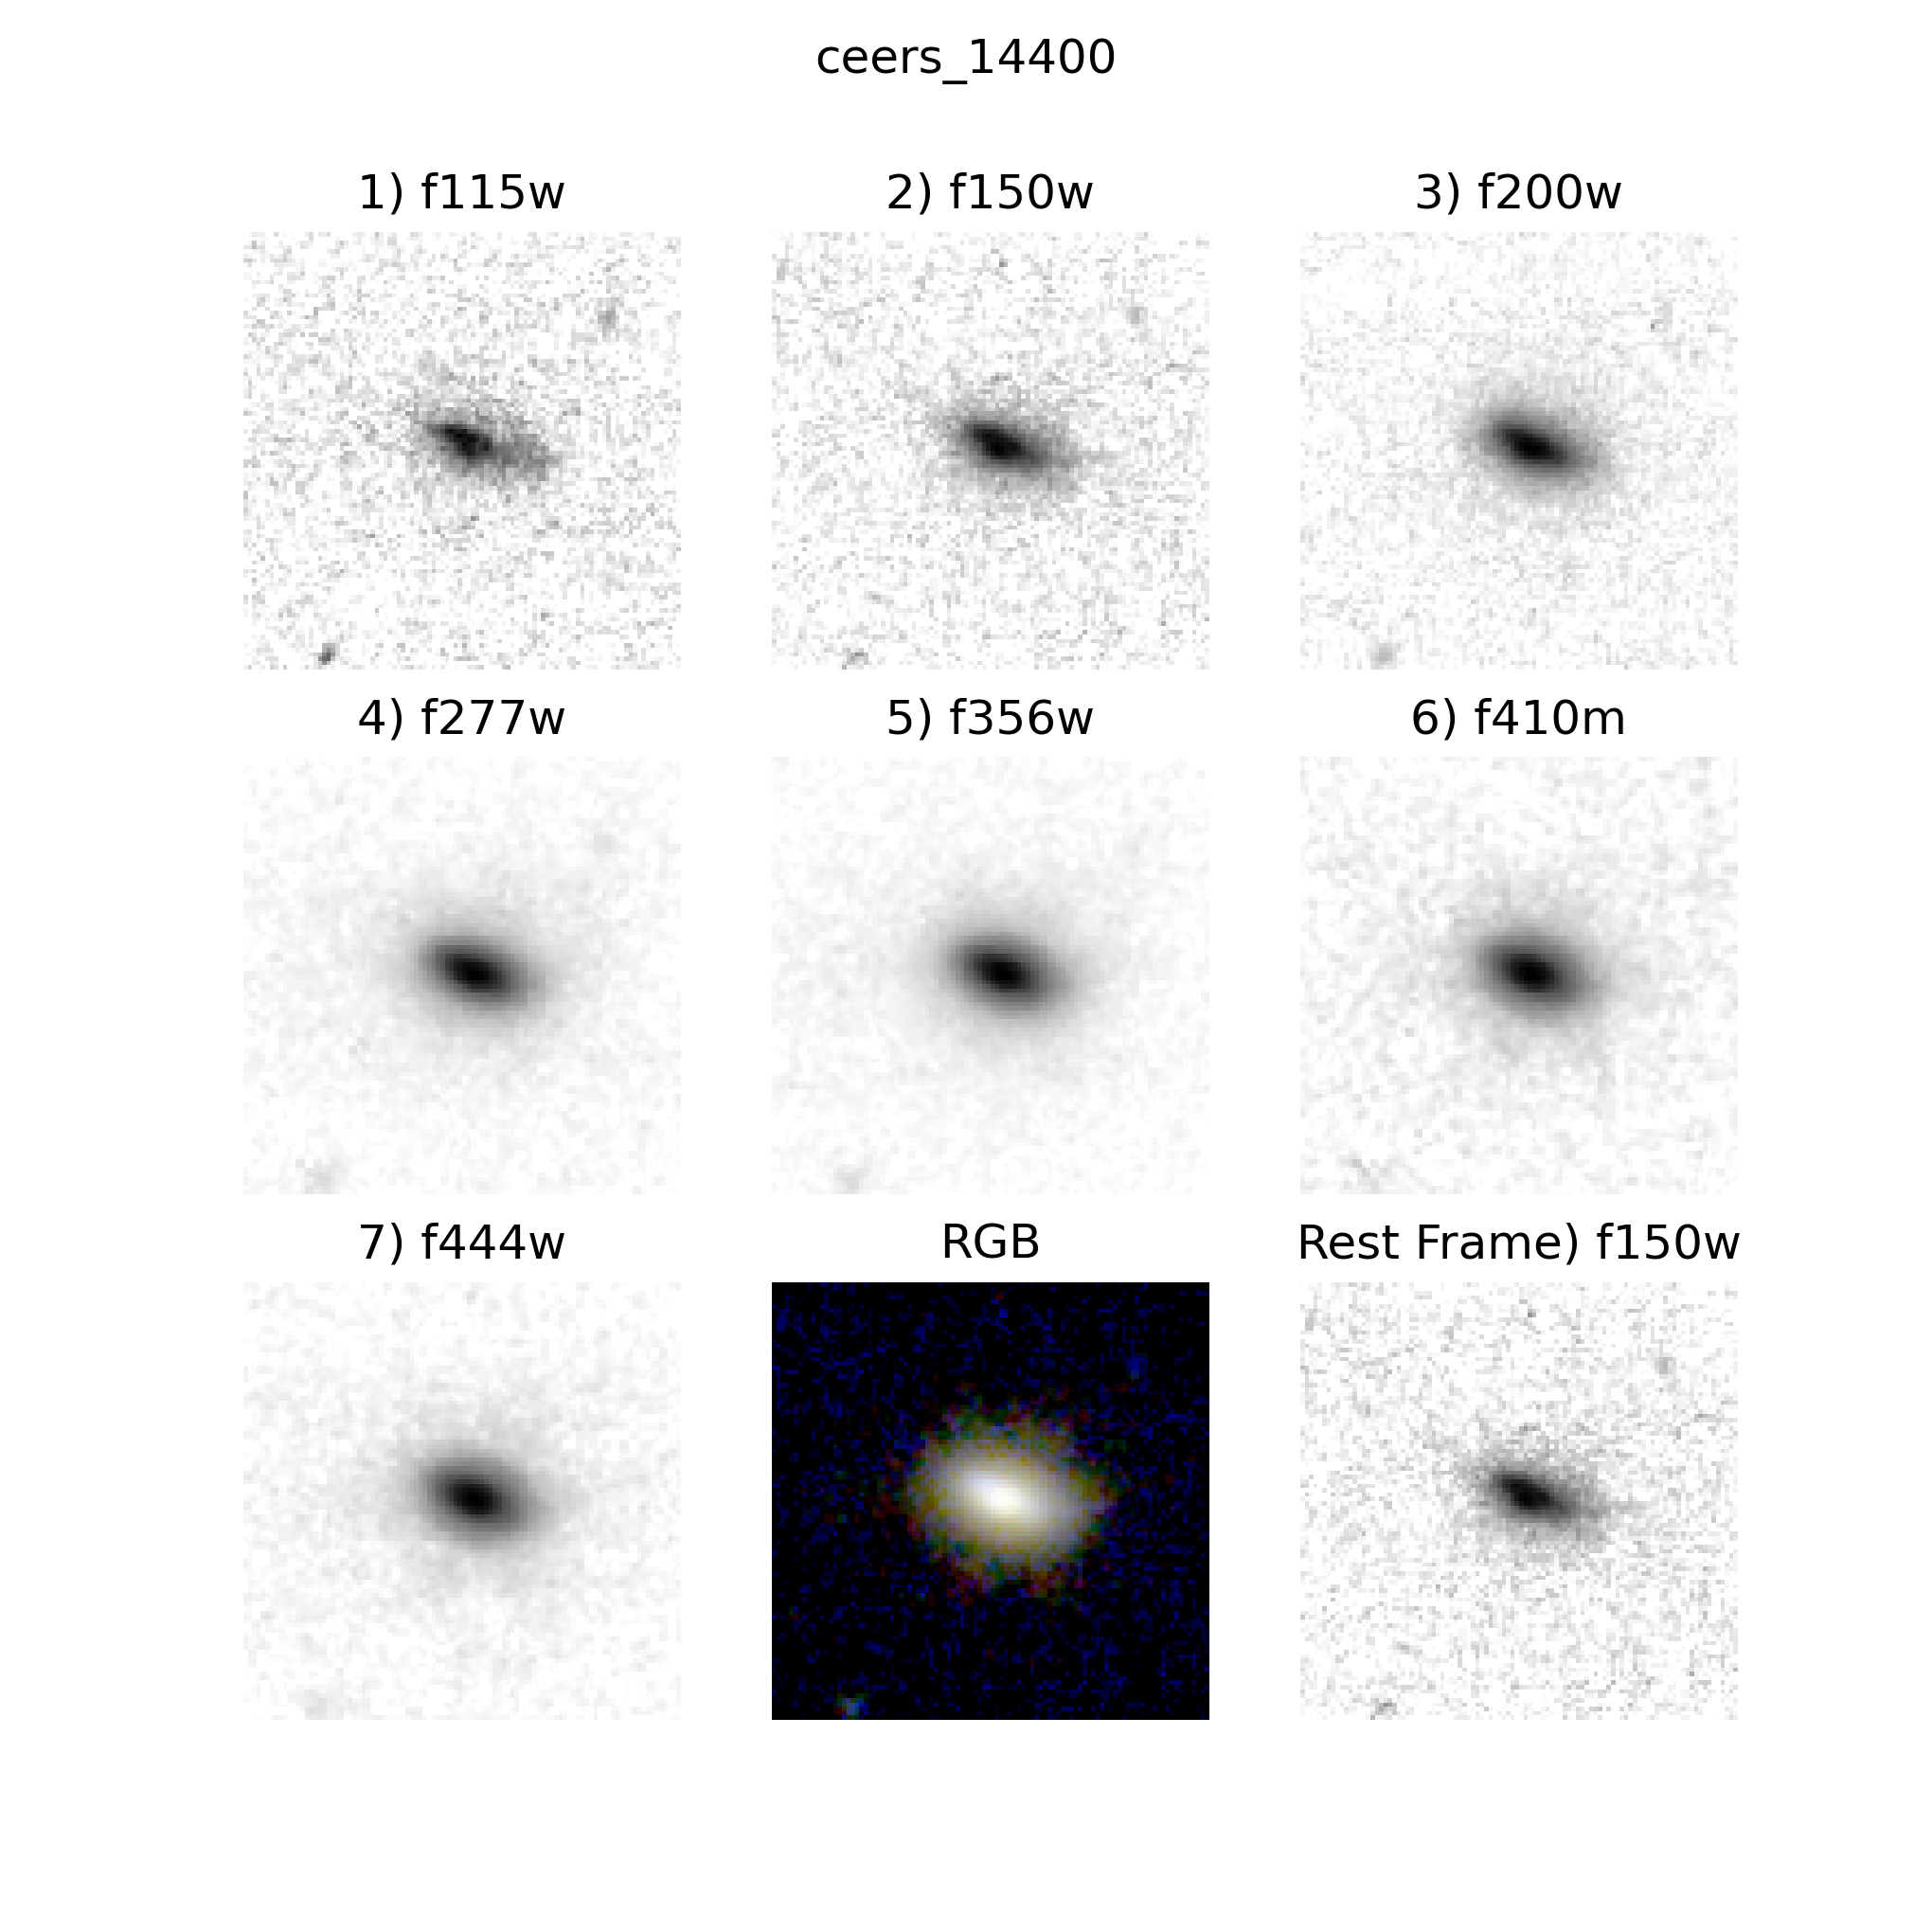 ceers_14400
1) f115w
2) f150w
3) f200w
4) f277w
5) f356w
6) f410m
7) f444w
RGB
Rest Frame) f150w